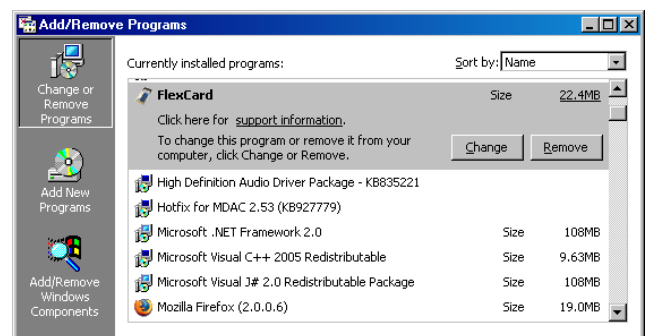 Add/Remove Programs
Change or
Remove
Programs
Add New
Programs
Add/Remove
Windows
Components
Currently installed programs:
Sort by: Name
FlexCard Size 22.4MB
Click here for support information.
To change this program or remove it from your
computer, click Change or Remove.
Change Remove
High Definition Audio Driver Package - KB835221
Hotfix for MDAC 2.53 (KB927779)
Microsoft .NET Framework 2.0 Size 108MB
Microsoft Visual C++ 2005 Redistributable Size 9.63MB
Microsoft Visual J# 2.0 Redistributable Package Size 108MB
Mozilla Firefox (2.0.0.6) Size 19.0MB